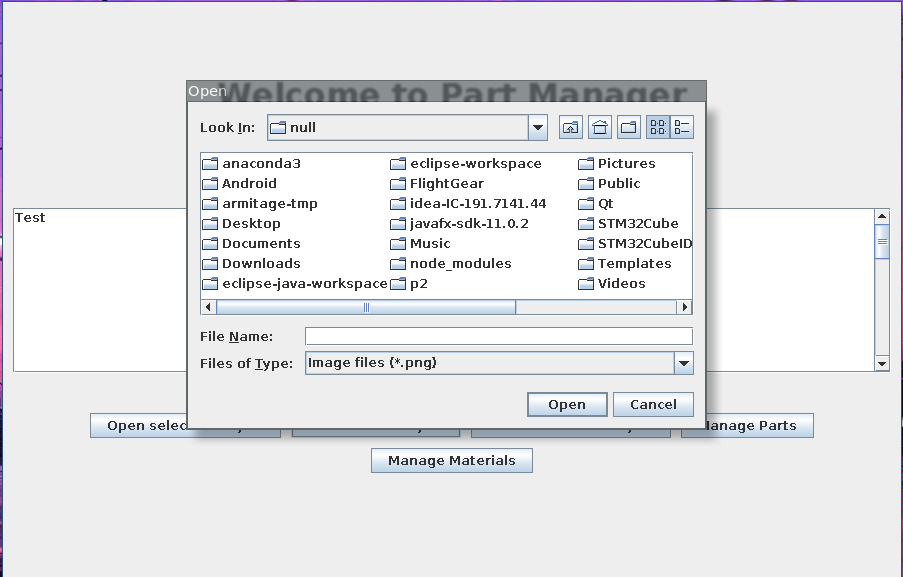 Welcome to Part Manager
Open
Look In: null
anaconda3
Android
armitage-tmp
Desktop
Documents
Downloads
eclipse-java-workspace
eclipse-workspace
FlightGear
idea-IC-191.7141.44
javafx-sdk-11.0.2
Music
node_modules
p2
Pictures
Public
Qt
STM32Cube
STM32CubeID
Templates
Videos
File Name:
Files of Type: Image files {*.png}
Open Cancel
Test
Open selec
anage Parts
Manage Materials